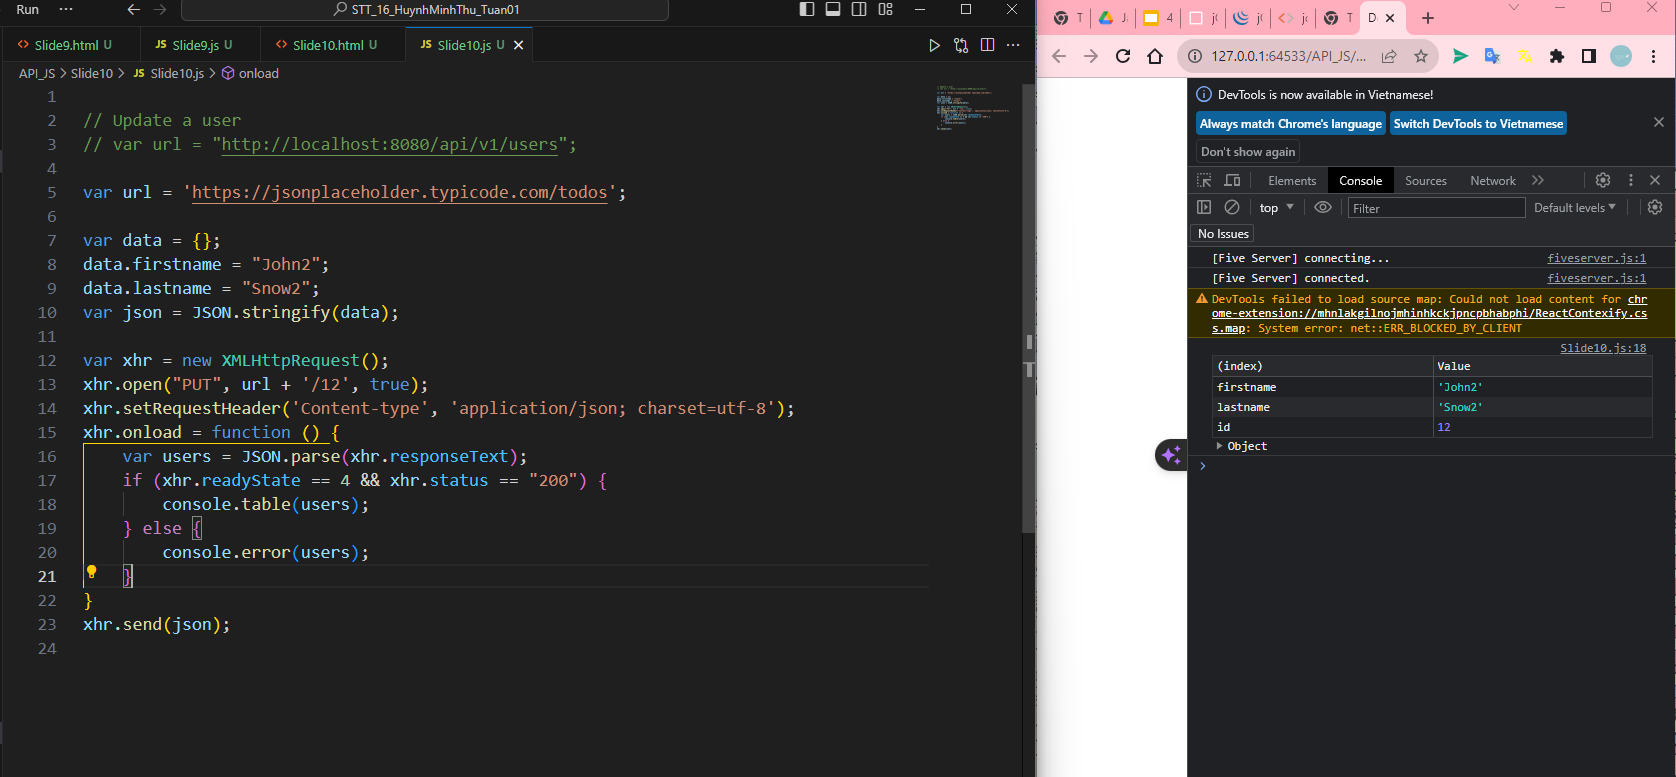 Run ··· STT_16_HuynhMinhThu_Tuan01
Slide9.html U JS Slide9.js U Slide10.html U JS Slide10.js U
API_JS > Slide10 > JS Slide10.js > onload
1
2 // Update a user
3 // var url = "http://localhost:8080/api/v1/users";
4
5 var url = 'https://jsonplaceholder.typicode.com/todos';
6
7 var data = {};
8 data.firstname = "John2";
9 data.lastname = "Snow2";
10 var json = JSON.stringify(data);
11
12 var xhr = new XMLHttpRequest();
13 xhr.open("PUT", url + '/12', true);
14 xhr.setRequestHeader('Content-type', 'application/json; charset=utf-8');
15 xhr.onload = function () {
16 var users = JSON.parse(xhr.responseText);
17 if (xhr.readyState == 4 && xhr.status == "200") {
18 console.table(users);
19 } else {
20 console.error(users);
21 }
22 }
23 xhr.send(json);
24
127.0.0.1:64533/API_JS/...
DevTools is now available in Vietnamese!
Always match Chrome's language Switch DevTools to Vietnamese
Don't show again
Elements Console Sources Network
top Filter Default levels
No Issues
[Five Server] connecting... fiveserver.js:1
[Five Server] connected. fiveserver.js:1
DevTools failed to load source map: Could not load content for chr
ome-extension://mhnlakgilnojmhinhkckjpncpbhabphi/ReactContexify.cs
s.map: System error: net::ERR_BLOCKED_BY_CLIENT
Slide10.js:18
(index) Value
firstname 'John2'
lastname 'Snow2'
id 12
Object